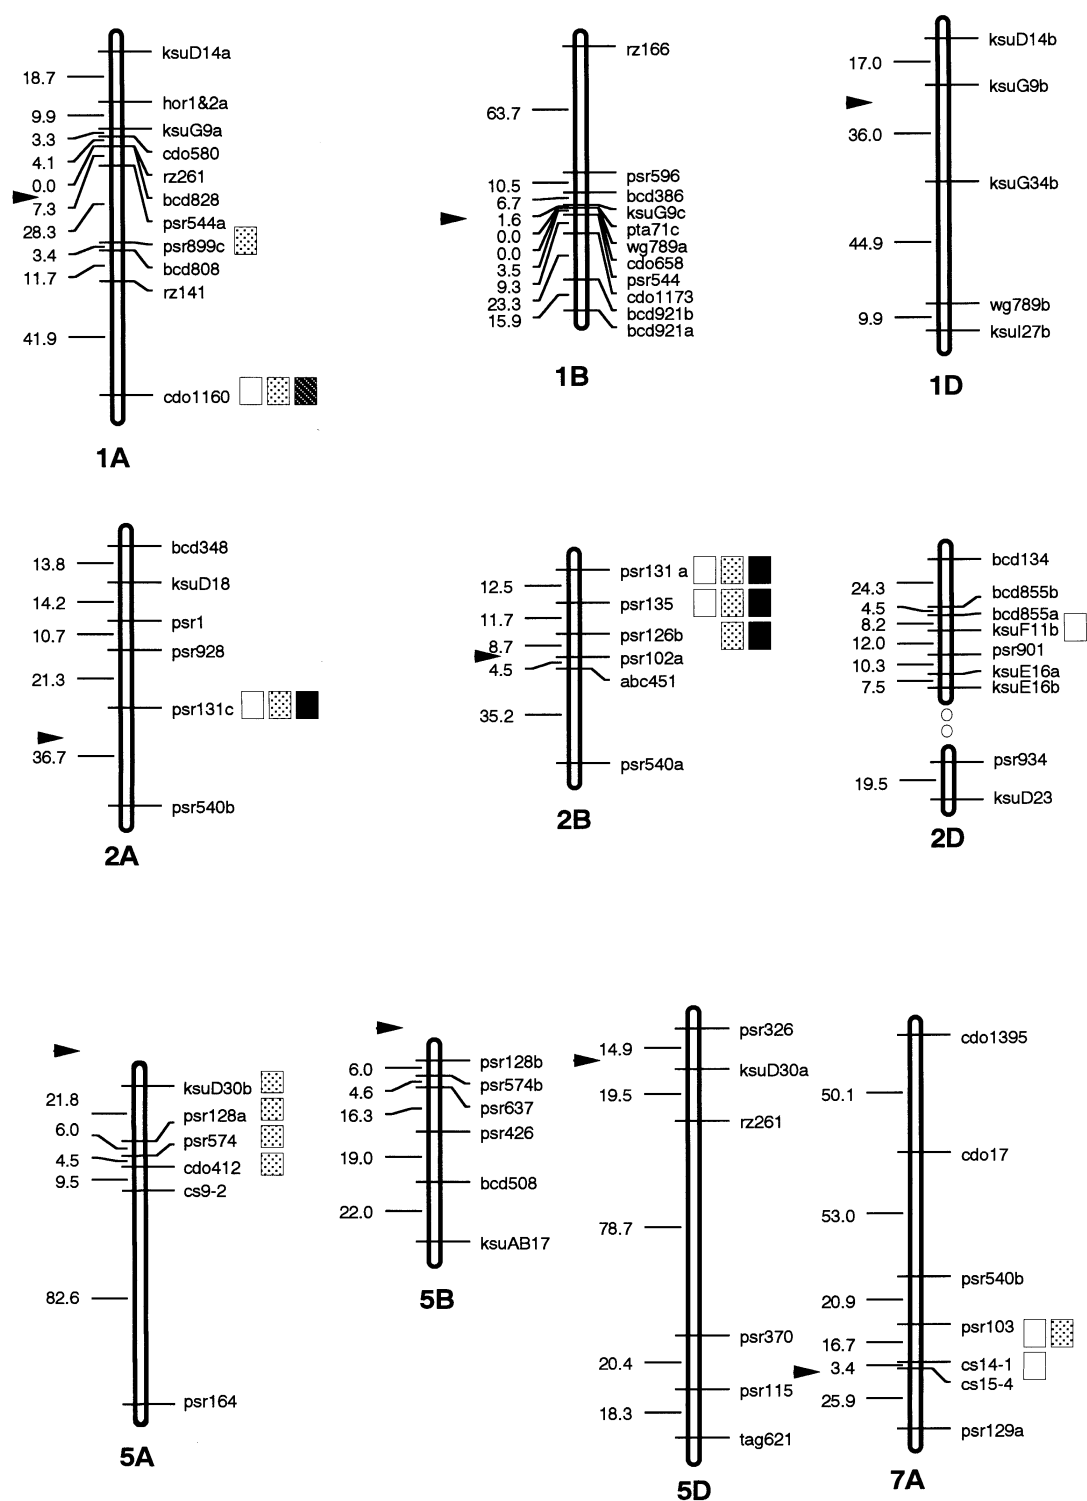 ksuD14a
18.7
hor1&2a
9.9
ksuG9a
3.3
cdo580
4.1
rz261
0.0
bcd828
7.3
psr544a
28.3
psr899c
3.4
bcd808
11.7
rz141
41.9
cdo1160
1A
rz166
63.7
psr596
10.5
bcd386
6.7
ksuG9c
1.6
pta71c
0.0
wg789a
0.0
cdo658
3.5
psr544
9.3
cdo1173
23.3
bcd921b
15.9
bcd921a
1B
ksuD14b
17.0
ksuG9b
36.0
ksuG34b
44.9
wg789b
9.9
ksuI27b
1D
bcd348
13.8
ksuD18
14.2
psr1
10.7
psr928
21.3
psr131c
36.7
psr540b
2A
psr131 a
12.5
psr135
11.7
psr126b
8.7
psr102a
4.5
abc451
35.2
psr540a
2B
bcd134
24.3
bcd855b
4.5
bcd855a
8.2
ksuF11b
12.0
psr901
10.3
ksuE16a
7.5
ksuE16b
psr934
19.5
ksuD23
2D
ksuD30b
21.8
psr128a
6.0
psr574
4.5
cdo412
9.5
cs9-2
82.6
psr164
5A
psr128b
6.0
psr574b
4.6
psr637
16.3
psr426
19.0
bcd508
22.0
ksuAB17
5B
psr326
14.9
ksuD30a
19.5
rz261
78.7
psr370
20.4
psr115
18.3
tag621
5D
cdo1395
50.1
cdo17
53.0
psr540b
20.9
psr103
16.7
cs14-1
3.4
cs15-4
25.9
psr129a
7A